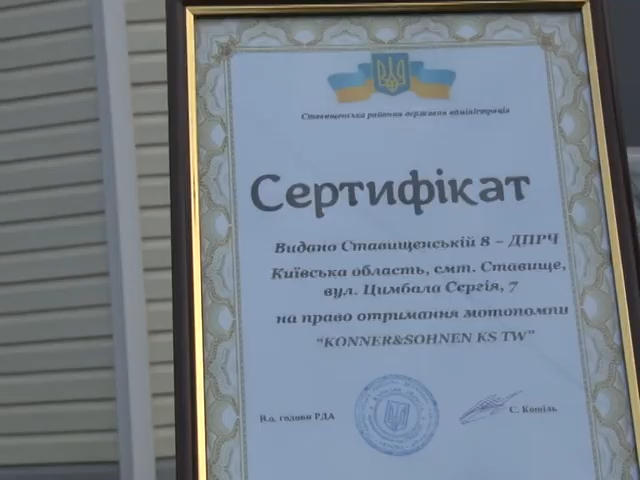 Ставищенська районна державна адміністрація
Сертифікат
Видано Ставищенській 8 – ДПРЧ
Київська область, смт. Ставище,
вул. Цимбала Сергія, 7
на право отримання мотопомпи
"KONNER&SOHNEN KS TW"
В.о. голови РДА
С. Кошіль